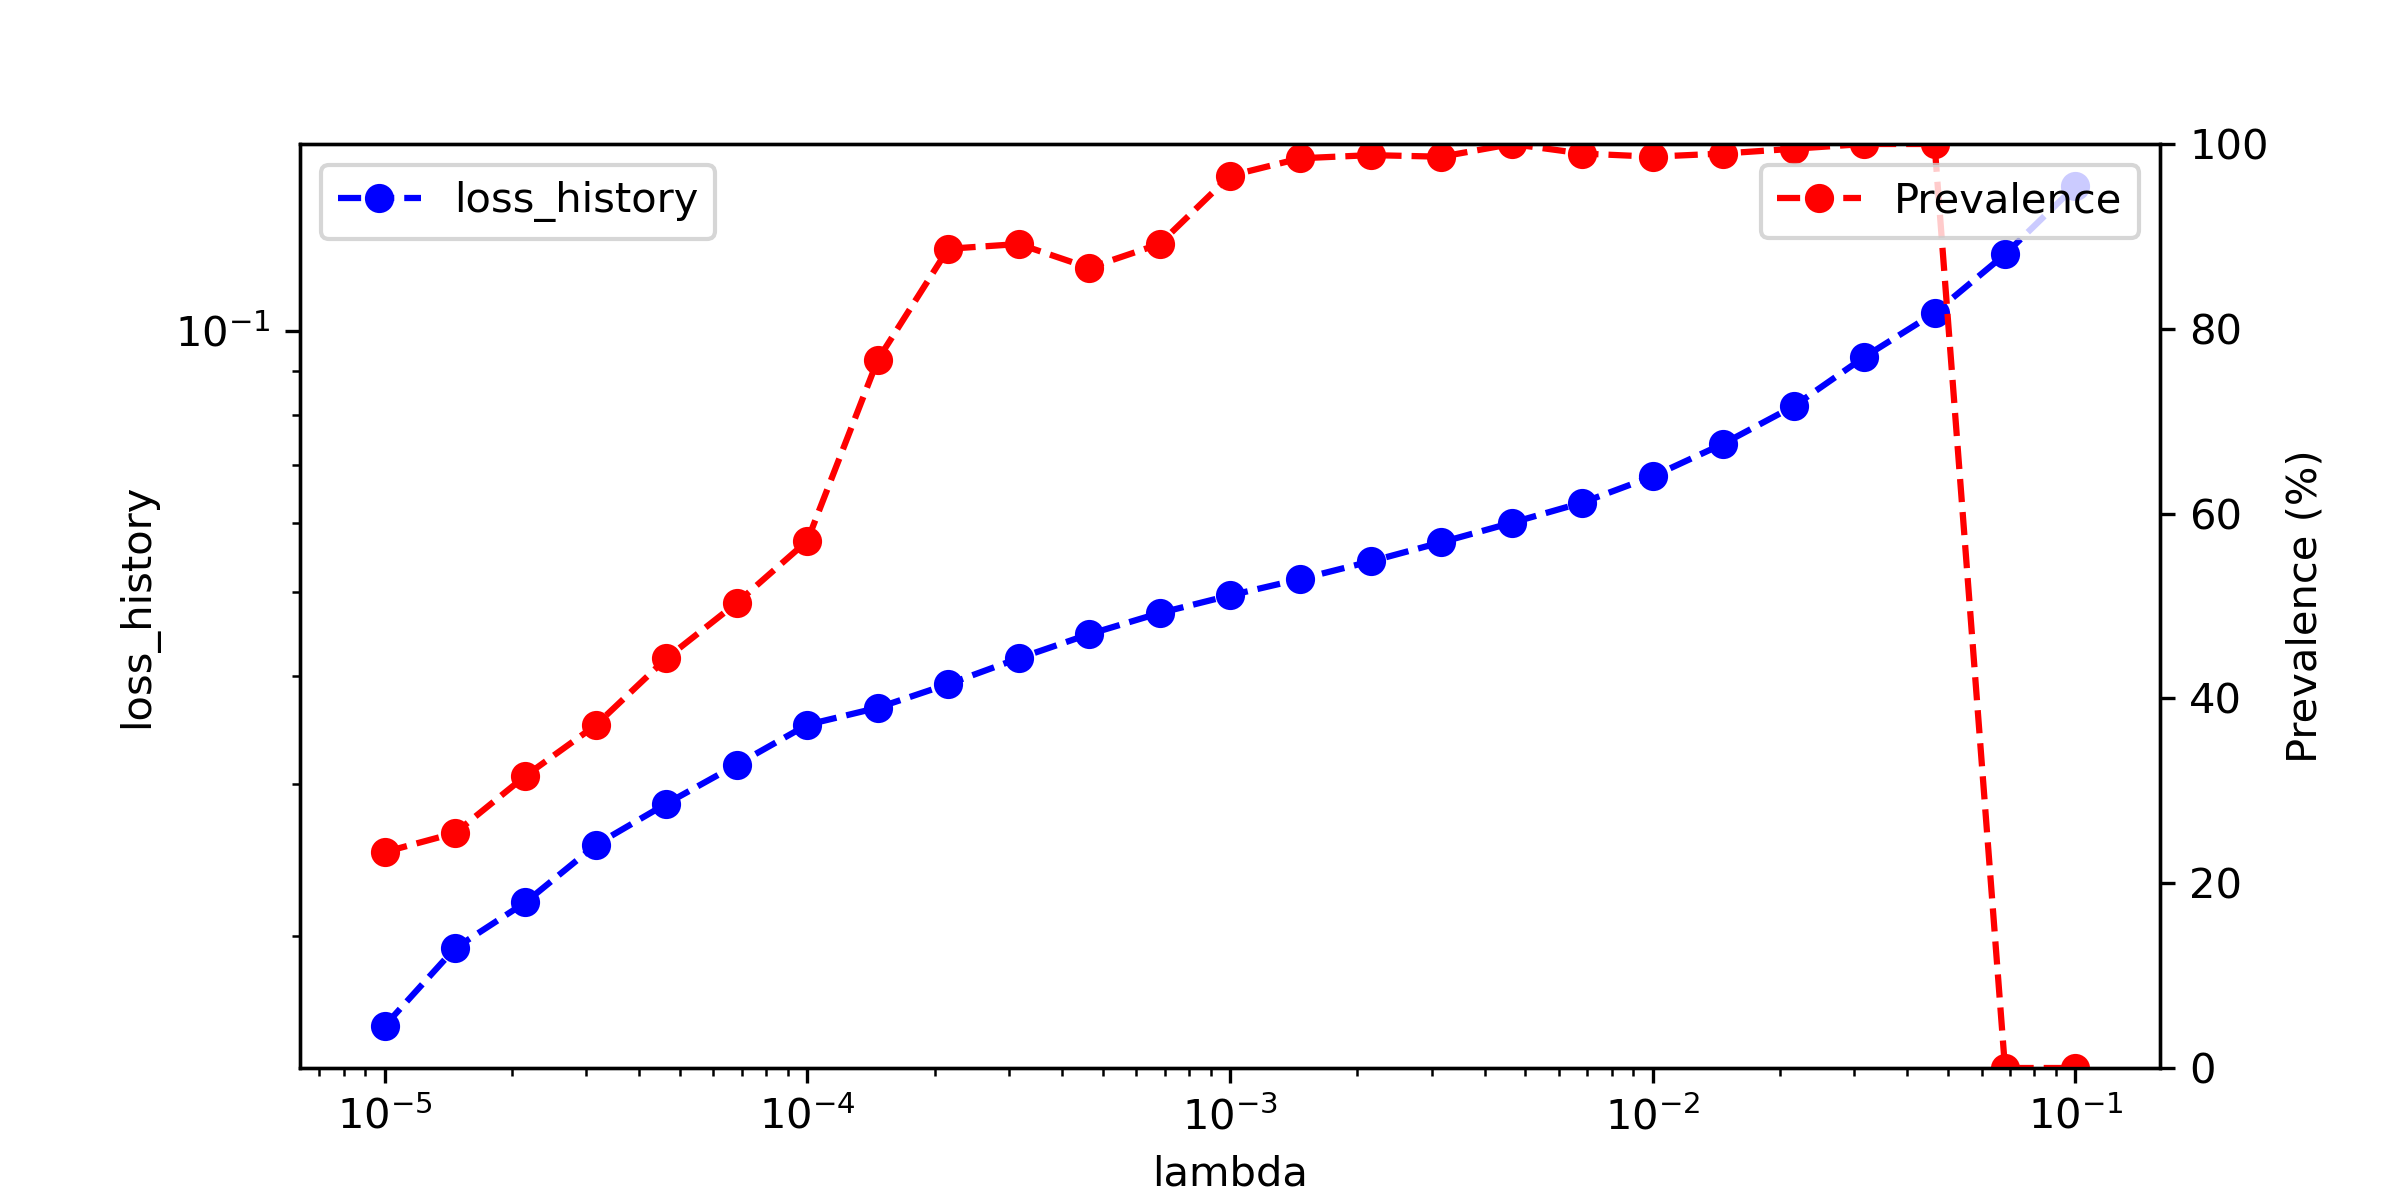 loss_history
Prevalence
10⁻¹
loss_history
100
80
60
40
20
0
Prevalence (%)
10⁻⁵ 10⁻⁴ 10⁻³ 10⁻² 10⁻¹
lambda